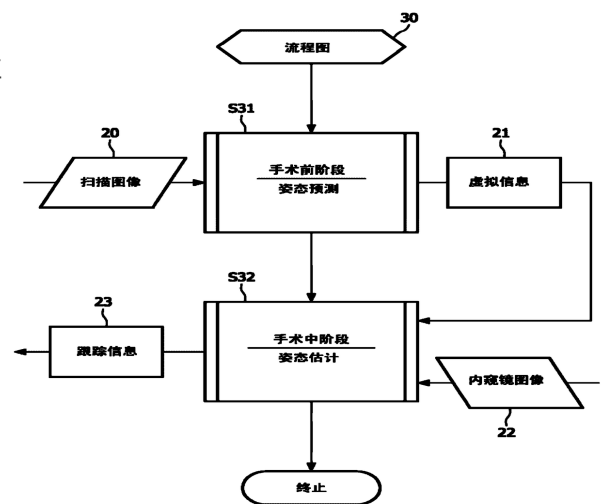 30
流程图
S31
20
21
扫描图像
手术前阶段
姿态预测
虚拟信息
S32
23
手术中阶段
姿态估计
跟踪信息
内窥镜图像
22
终止